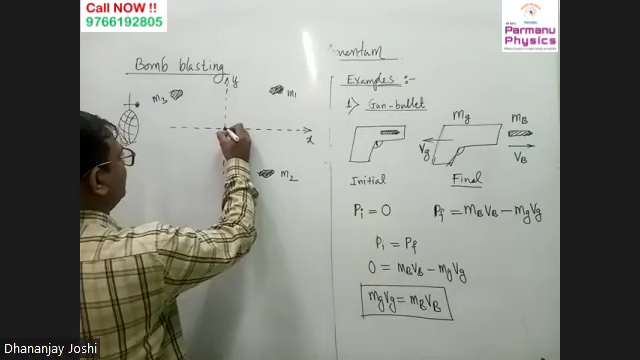 Call NOW !!
9766192805
Parmanu
Physics
Bomb blasting
y
m3
m1
x
m2
mentum
Examples :-
1) Gun-bullet
mg
mB
Vg
VB
Initial
Final
Pi = 0
Pf = mBVB - mgVg
Pi = Pf
0 = mBVB - mgVg
mgVg = mBVB
Dhananjay Joshi